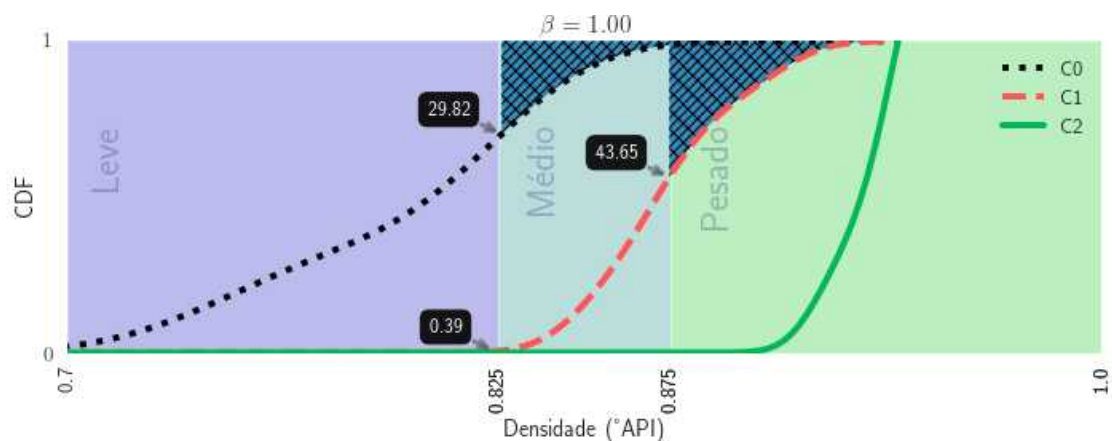 β = 1.00
1
C0
C1
C2
29.82
43.65
0.39
Leve
Médio
Pesado
CDF
0
0.7
0.825
0.875
1.0
Densidade (°API)